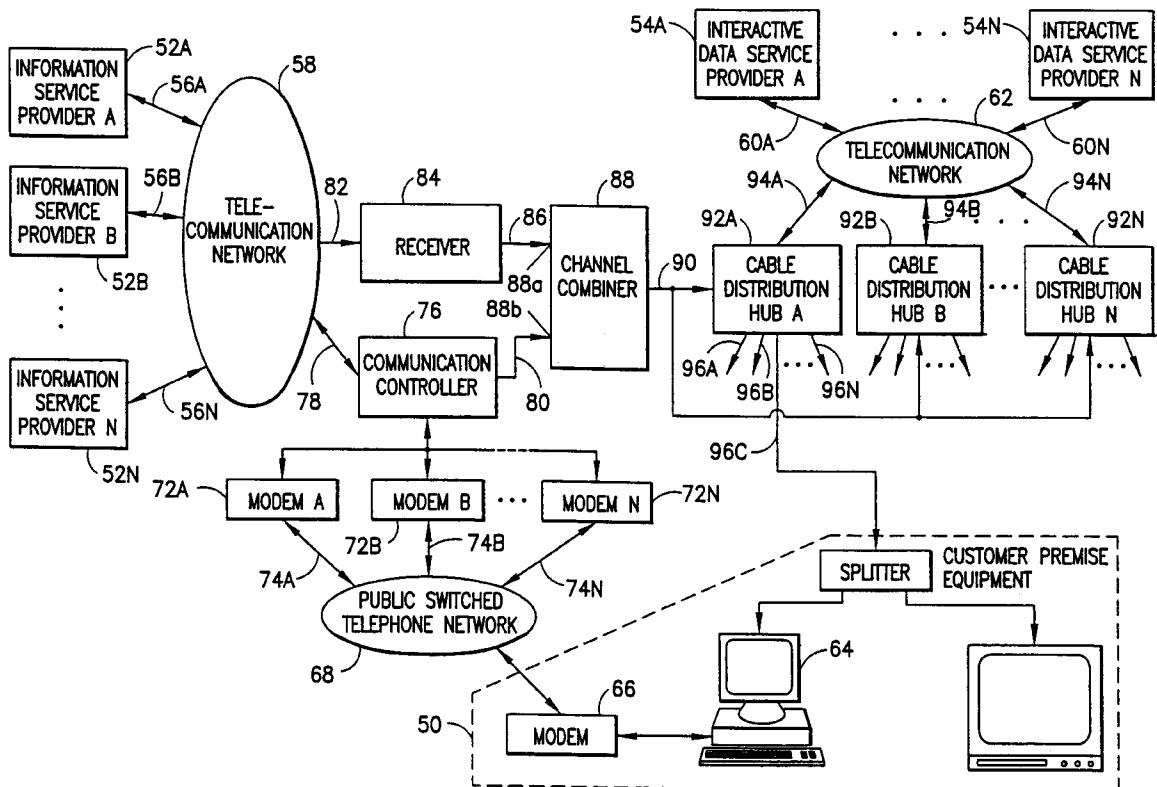 54A
INTERACTIVE
DATA SERVICE
PROVIDER A
54N
INTERACTIVE
DATA SERVICE
PROVIDER N
52A
INFORMATION
SERVICE
PROVIDER A
56A
58
62
60A
60N
TELECOMMUNICATION
NETWORK
INFORMATION
SERVICE
PROVIDER B
56B
52B
TELE-
COMMUNICATION
NETWORK
82
84
RECEIVER
86
88
88a
CHANNEL
COMBINER
88b
90
94A
94B
94N
92A
CABLE
DISTRIBUTION
HUB A
92B
CABLE
DISTRIBUTION
HUB B
92N
CABLE
DISTRIBUTION
HUB N
76
COMMUNICATION
CONTROLLER
78
80
96A
96B
96N
96C
INFORMATION
SERVICE
PROVIDER N
56N
52N
72A
MODEM A
MODEM B
72B
MODEM N
72N
74A
74B
74N
PUBLIC SWITCHED
TELEPHONE NETWORK
68
SPLITTER
CUSTOMER PREMISE
EQUIPMENT
64
66
MODEM
50